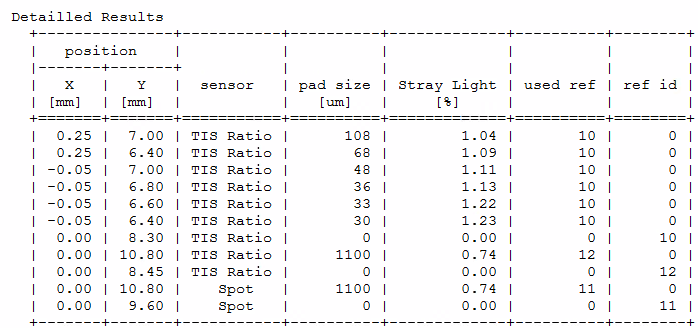 Detailled Results
+---------------+------------+-----------+--------------+-----------+--------+
|   position    |            |           |              |           |        |
|-------+-------+            |           |              |           |        |
|   X   |   Y   |   sensor   | pad size  | Stray Light  | used ref  | ref id |
| [mm]  | [mm]  |            |   [um]    |     [%]      |           |        |
+=======+=======+============+===========+==============+===========+========+
|  0.25 |  7.00 | TIS Ratio  |       108 |         1.04 |        10 |      0 |
|  0.25 |  6.40 | TIS Ratio  |        68 |         1.09 |        10 |      0 |
| -0.05 |  7.00 | TIS Ratio  |        48 |         1.11 |        10 |      0 |
| -0.05 |  6.80 | TIS Ratio  |        36 |         1.13 |        10 |      0 |
| -0.05 |  6.60 | TIS Ratio  |        33 |         1.22 |        10 |      0 |
| -0.05 |  6.40 | TIS Ratio  |        30 |         1.23 |        10 |      0 |
|  0.00 |  8.30 | TIS Ratio  |         0 |         0.00 |         0 |     10 |
|  0.00 | 10.80 | TIS Ratio  |      1100 |         0.74 |        12 |      0 |
|  0.00 |  8.45 | TIS Ratio  |         0 |         0.00 |         0 |     12 |
|  0.00 | 10.80 |    Spot    |      1100 |         0.74 |        11 |      0 |
|  0.00 |  9.60 |    Spot    |         0 |         0.00 |         0 |     11 |
+-------+-------+------------+-----------+--------------+-----------+--------+